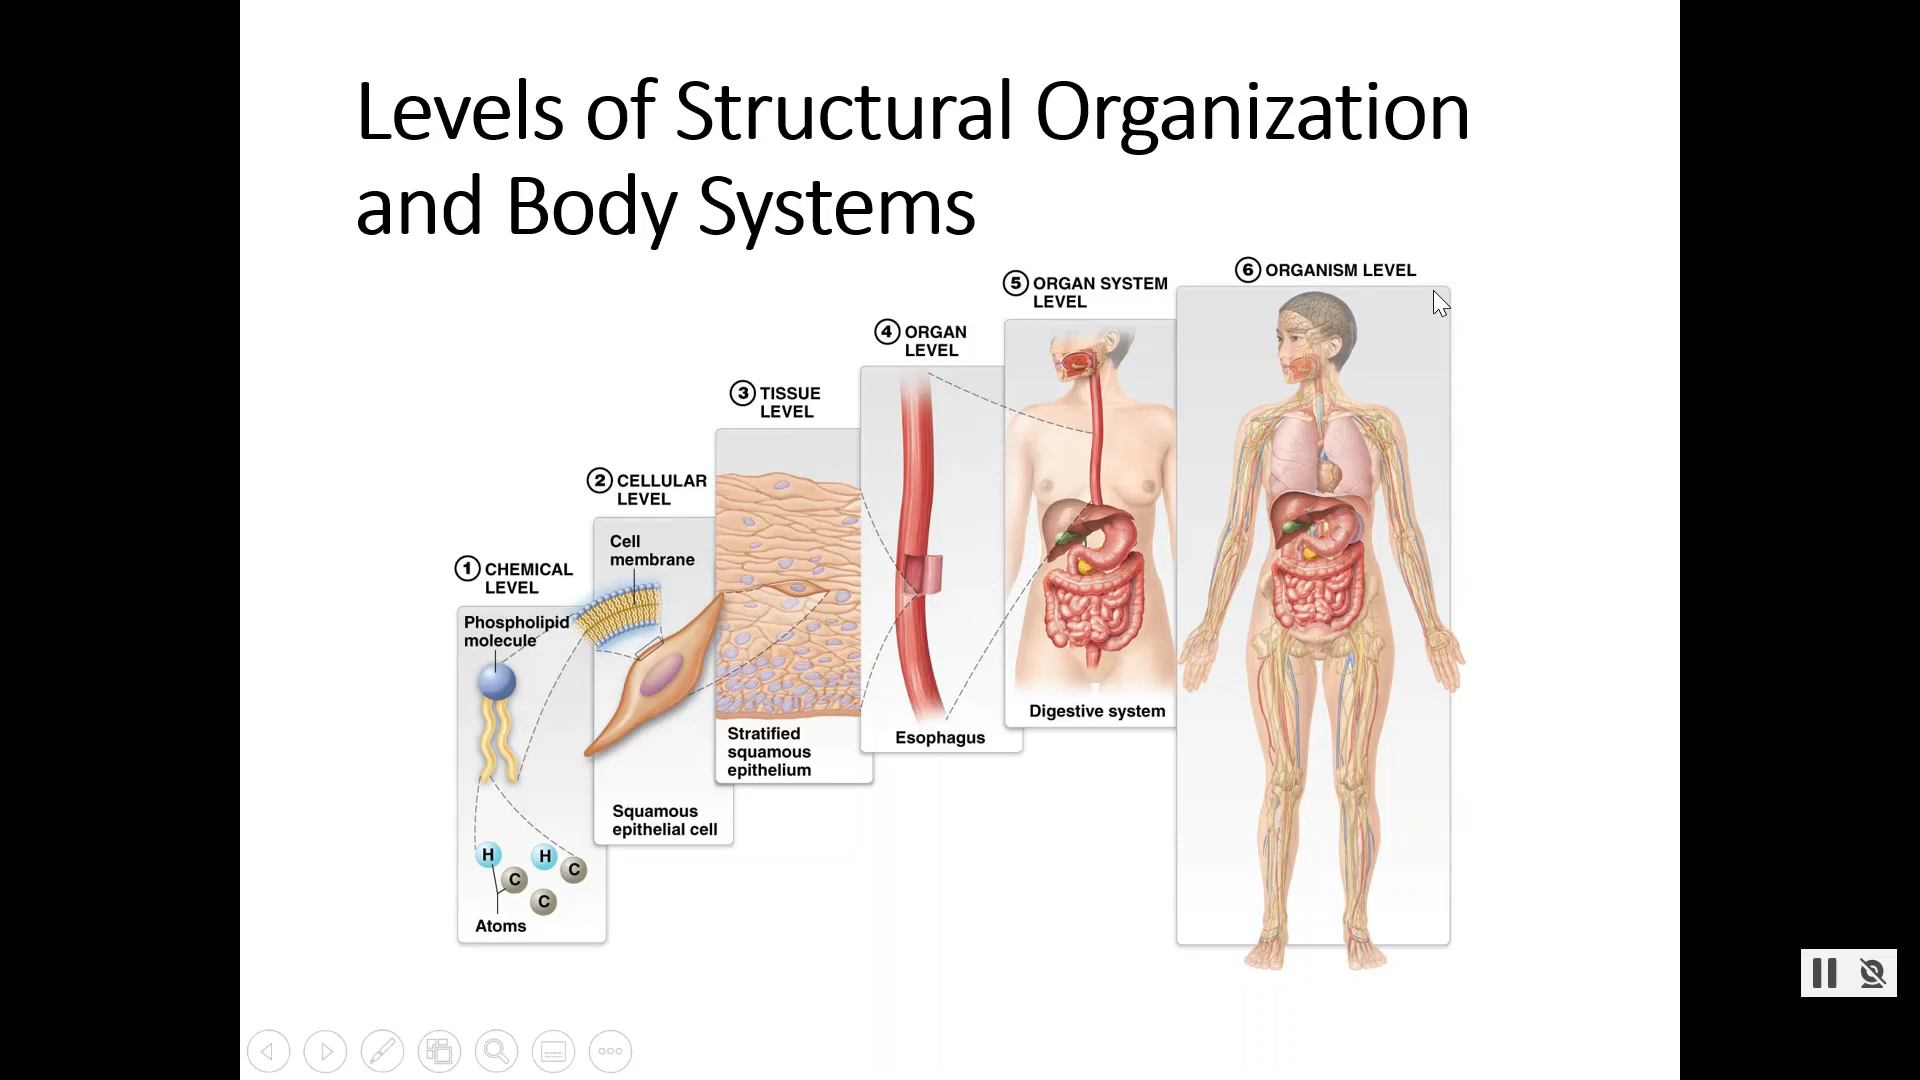 Levels of Structural Organization
and Body Systems
1 CHEMICAL
LEVEL
Phospholipid
molecule
H
H
C
C
C
Atoms
2 CELLULAR
LEVEL
Cell
membrane
Squamous
epithelial cell
3 TISSUE
LEVEL
Stratified
squamous
epithelium
4 ORGAN
LEVEL
Esophagus
5 ORGAN SYSTEM
LEVEL
Digestive system
6 ORGANISM LEVEL